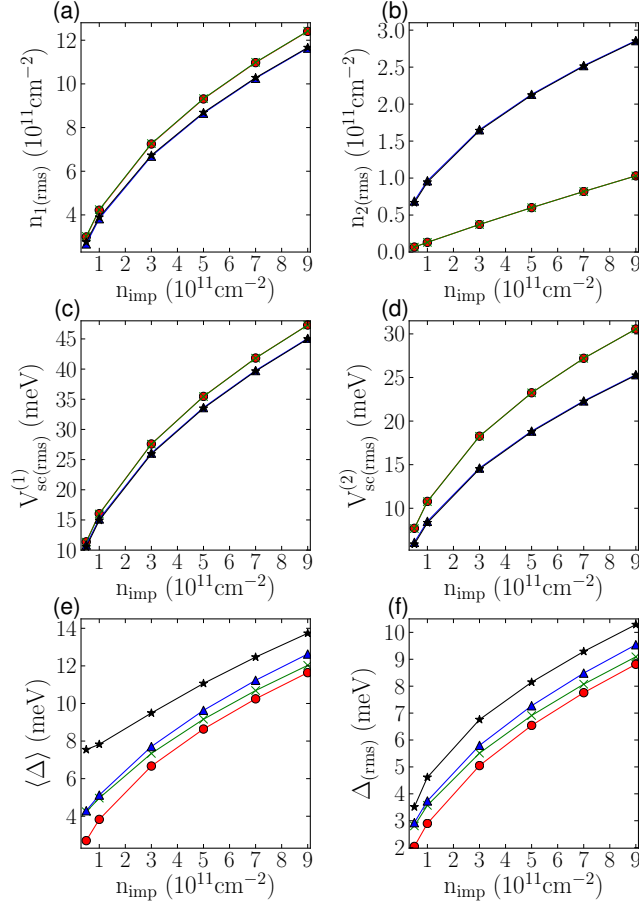 (a)
12
10
8
6
4
n1(rms) (10^11cm−2)
1 2 3 4 5 6 7 8 9
nimp (10^11cm−2)
(b)
3.0
2.5
2.0
1.5
1.0
0.5
0.0
n2(rms) (10^11cm−2)
1 2 3 4 5 6 7 8 9
nimp (10^11cm−2)
(c)
45
40
35
30
25
20
15
10
V(1)sc(rms) (meV)
1 2 3 4 5 6 7 8 9
nimp (10^11cm−2)
(d)
30
25
20
15
10
V(2)sc(rms) (meV)
1 2 3 4 5 6 7 8 9
nimp (10^11cm−2)
(e)
14
12
10
8
6
4
⟨Δ⟩ (meV)
1 2 3 4 5 6 7 8 9
nimp (10^11cm−2)
(f)
10
9
8
7
6
5
4
3
2
Δ(rms) (meV)
1 2 3 4 5 6 7 8 9
nimp (10^11cm−2)